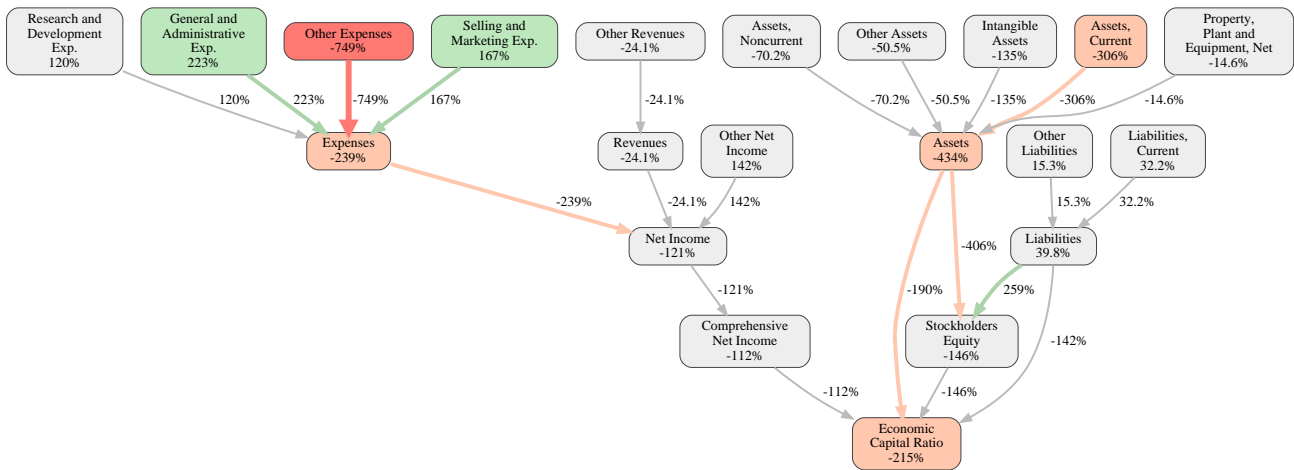 Research and
Development
Exp.
120%
General and
Administrative
Exp.
223%
Other Expenses
-749%
Selling and
Marketing Exp.
167%
Other Revenues
-24.1%
Assets,
Noncurrent
-70.2%
Other Assets
-50.5%
Intangible
Assets
-135%
Assets,
Current
-306%
Property,
Plant and
Equipment, Net
-14.6%
120%
223%
-749%
167%
-24.1%
-70.2%
-50.5%
-135%
-306%
-14.6%
Expenses
-239%
Revenues
-24.1%
Other Net
Income
142%
Assets
-434%
Other
Liabilities
15.3%
Liabilities,
Current
32.2%
-239%
-24.1%
142%
15.3%
32.2%
Net Income
-121%
-406%
Liabilities
39.8%
-121%
-190%
259%
Comprehensive
Net Income
-112%
Stockholders
Equity
-146%
-142%
-112%
-146%
Economic
Capital Ratio
-215%